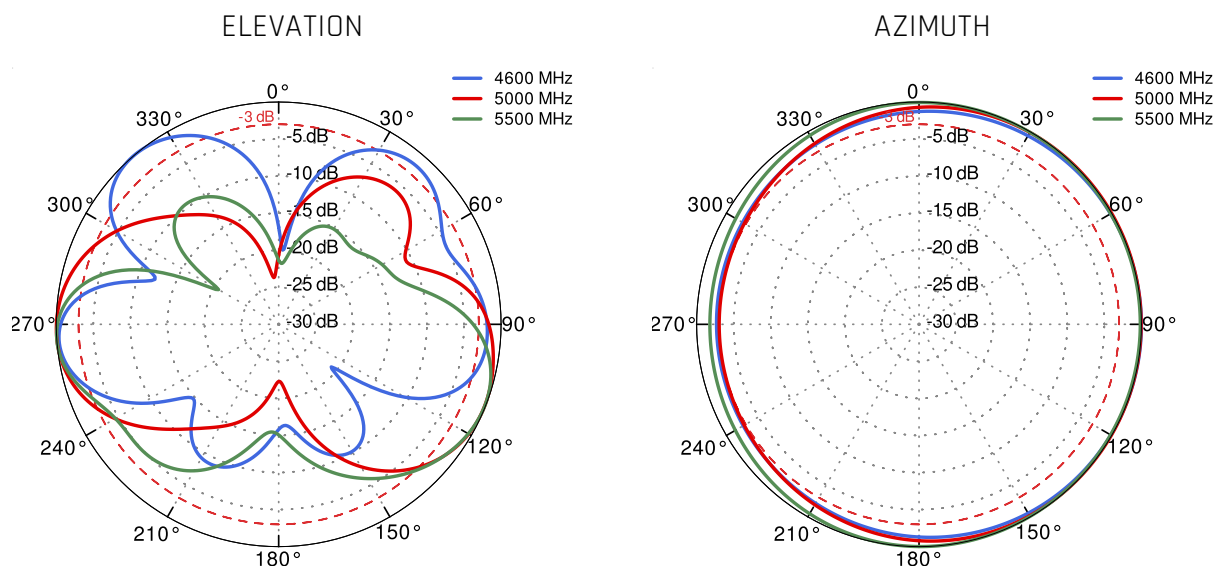 ELEVATION
4600 MHz
5000 MHz
5500 MHz
0°
30°
60°
90°
120°
150°
180°
210°
240°
270°
300°
330°
-3 dB
-5 dB
-10 dB
-15 dB
-20 dB
-25 dB
-30 dB
AZIMUTH
4600 MHz
5000 MHz
5500 MHz
0°
30°
60°
90°
120°
150°
180°
210°
240°
270°
300°
330°
3 dB
-5 dB
-10 dB
-15 dB
-20 dB
-25 dB
-30 dB